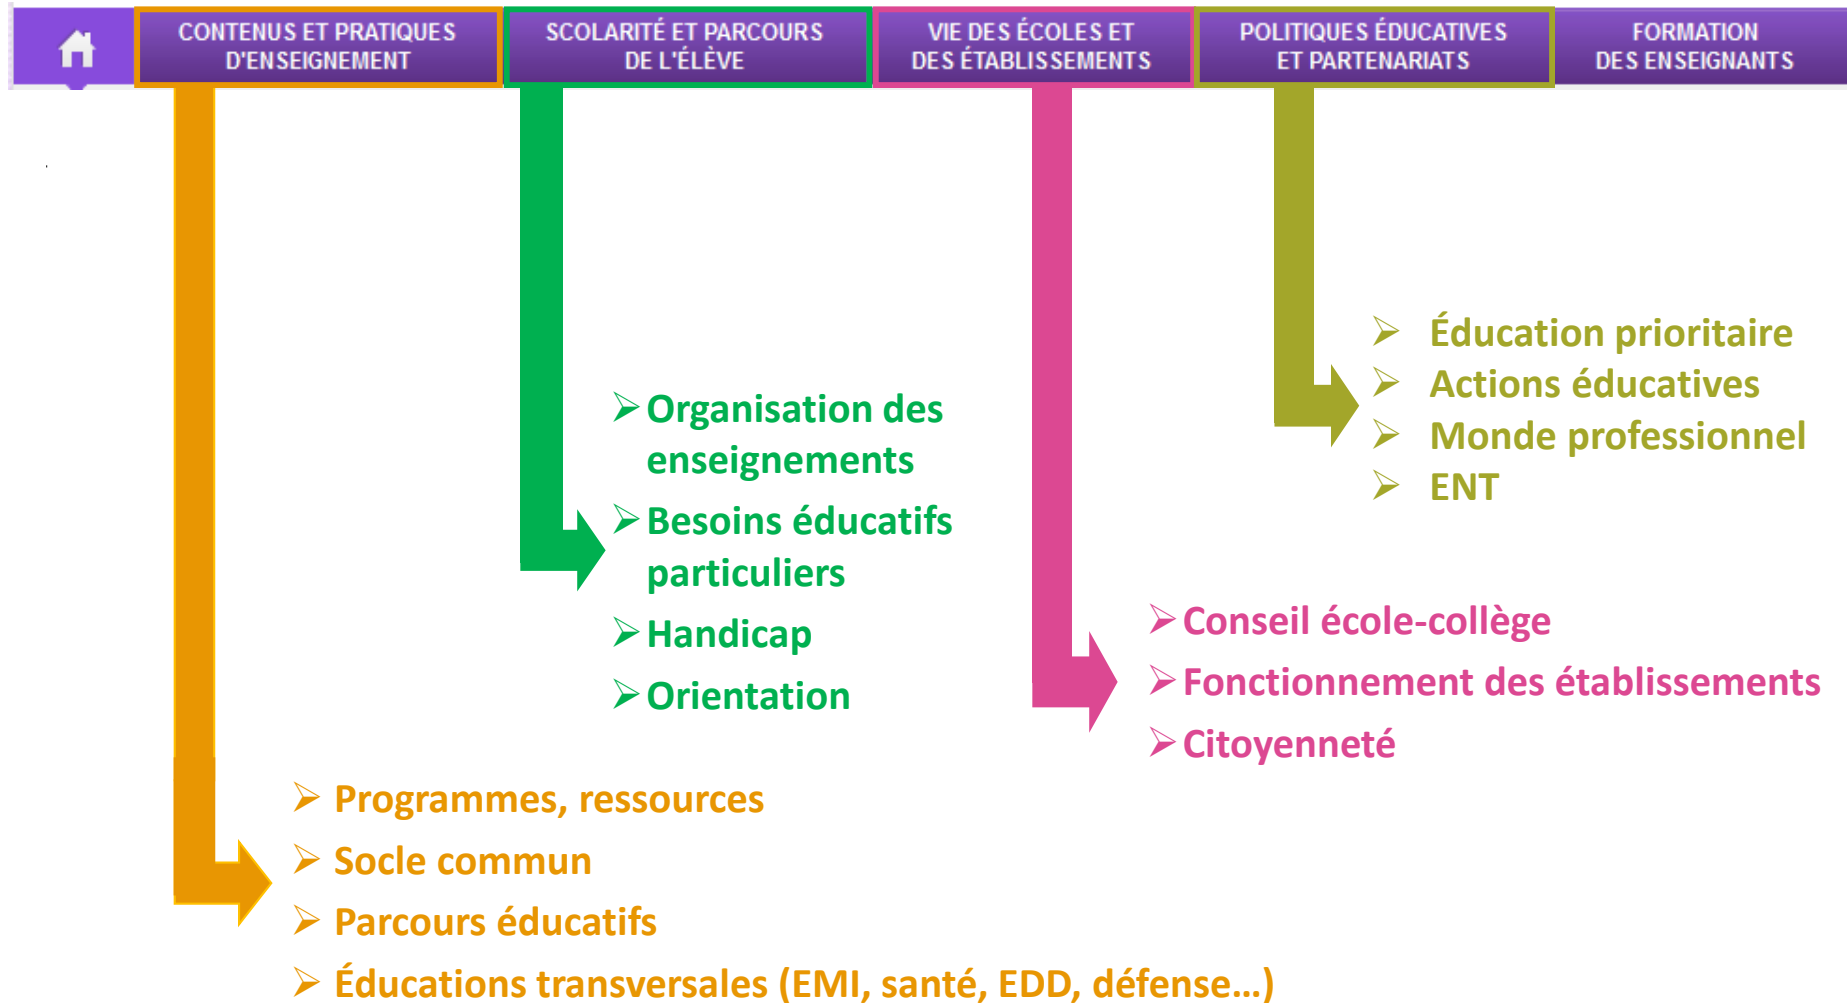 CONTENUS ET PRATIQUES
D'ENSEIGNEMENT
SCOLARITÉ ET PARCOURS
DE L'ÉLÈVE
VIE DES ÉCOLES ET
DES ÉTABLISSEMENTS
POLITIQUES ÉDUCATIVES
ET PARTENARIATS
FORMATION
DES ENSEIGNANTS
Éducation prioritaire
Actions éducatives
Monde professionnel
ENT
Organisation des
enseignements
Besoins éducatifs
particuliers
Handicap
Orientation
Conseil école-collège
Fonctionnement des établissements
Citoyenneté
Programmes, ressources
Socle commun
Parcours éducatifs
Éducations transversales (EMI, santé, EDD, défense…)